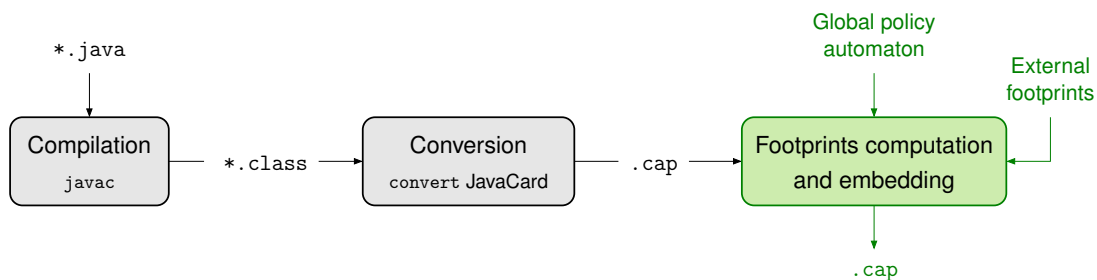 *.java
Compilation
javac
*.class
Conversion
convert JavaCard
.cap
Global policy
automaton
External
footprints
Footprints computation
and embedding
.cap